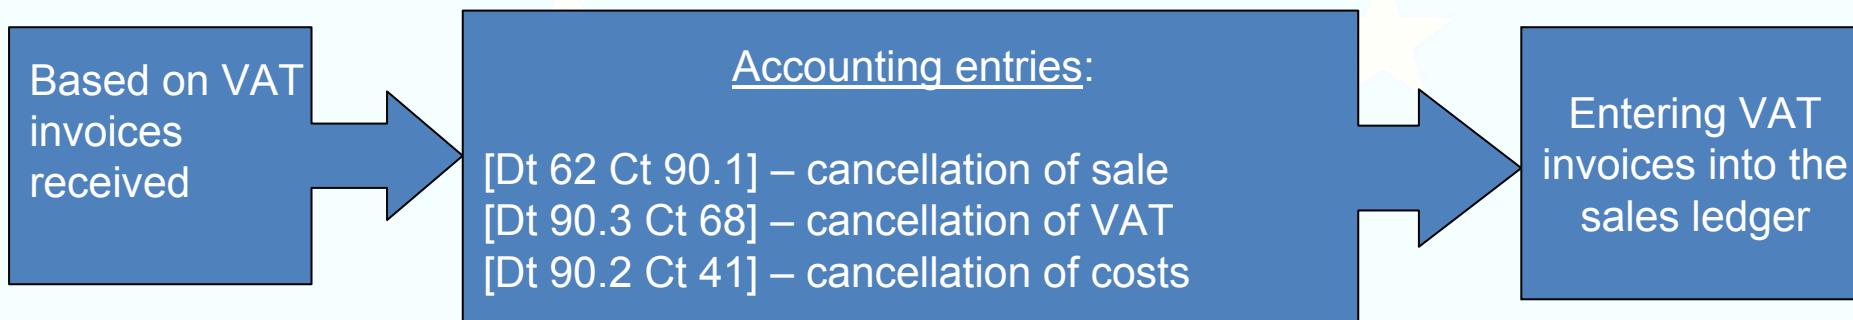 Based on VAT
invoices
received
Accounting entries:
[Dt 62 Ct 90.1] – cancellation of sale
[Dt 90.3 Ct 68] – cancellation of VAT
[Dt 90.2 Ct 41] – cancellation of costs
Entering VAT
invoices into the
sales ledger